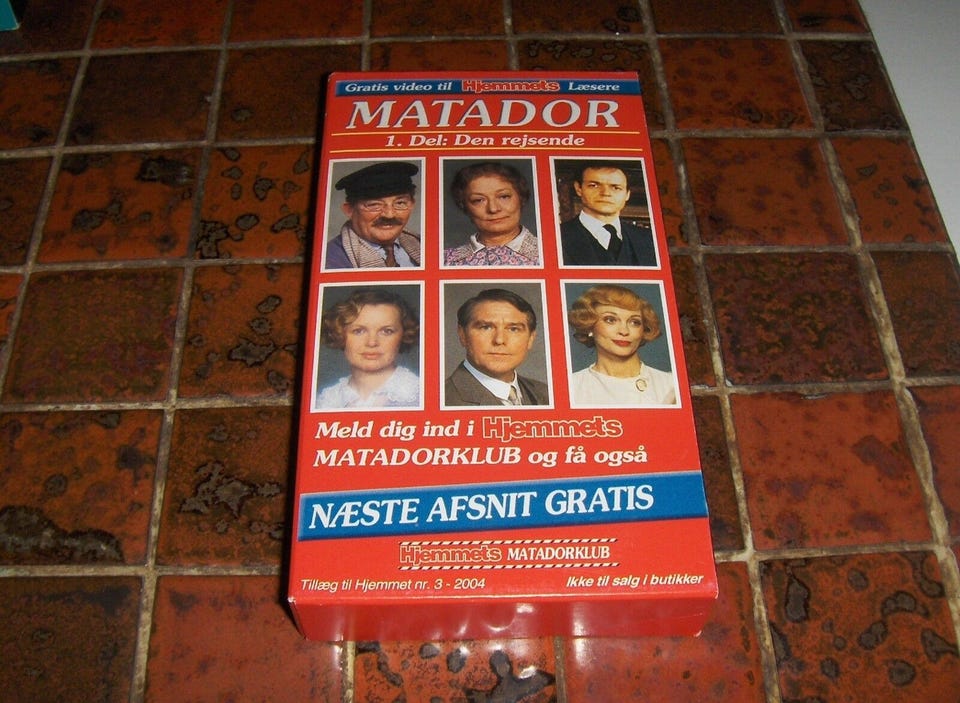 Gratis video til Hjemmets Læsere
MATADOR
1. Del: Den rejsende
Meld dig ind i Hjemmets
MATADORKLUB og få også
NÆSTE AFSNIT GRATIS
Hjemmets MATADORKLUB
Tillæg til Hjemmet nr. 3 - 2004 Ikke til salg i butikker